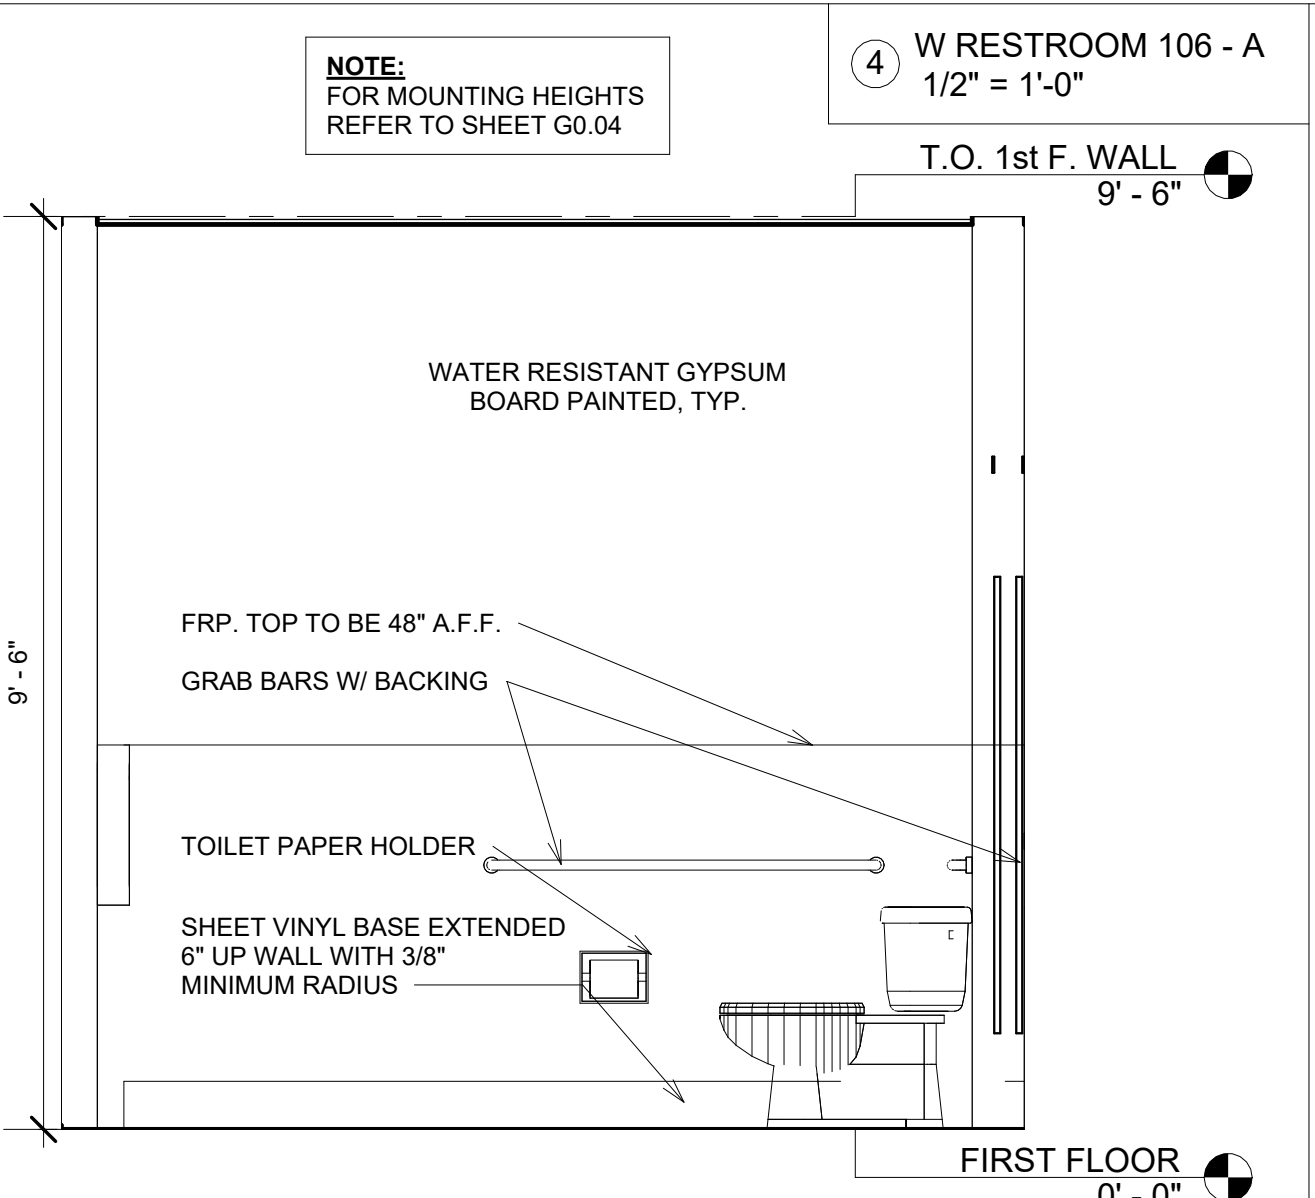 NOTE:
FOR MOUNTING HEIGHTS
REFER TO SHEET G0.04
4
W RESTROOM 106 - A
1/2" = 1'-0"
T.O. 1st F. WALL
9' - 6"
WATER RESISTANT GYPSUM
BOARD PAINTED, TYP.
9' - 6"
FRP. TOP TO BE 48" A.F.F.
GRAB BARS W/ BACKING
TOILET PAPER HOLDER
SHEET VINYL BASE EXTENDED
6" UP WALL WITH 3/8"
MINIMUM RADIUS
FIRST FLOOR
0' - 0"